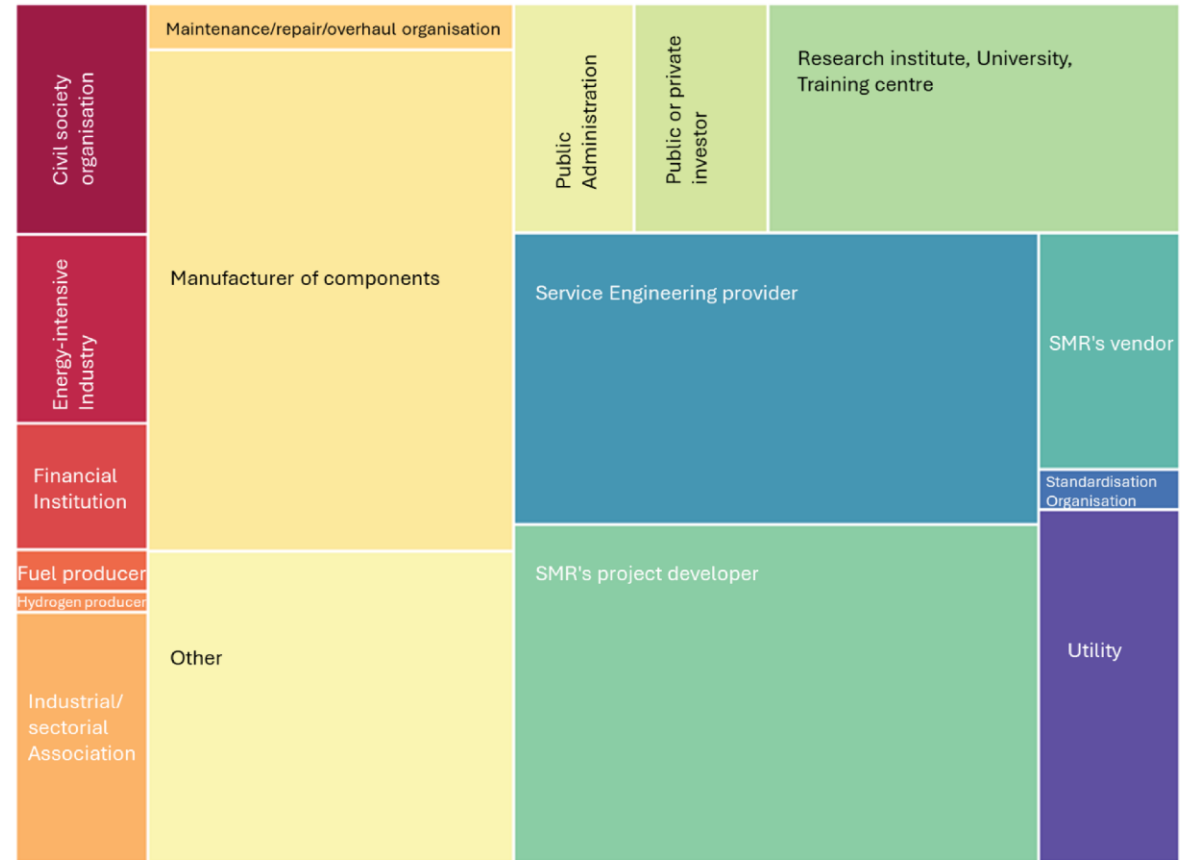 Civil society
organisation
Energy-intensive
Industry
Financial
Institution
Fuel producer
Hydrogen producer
Industrial/
sectorial
Association
Maintenance/repair/overhaul organisation
Manufacturer of components
Other
Public
Administration
Public or private
investor
Research institute, University,
Training centre
Service Engineering provider
SMR's project developer
SMR's vendor
Standardisation
Organisation
Utility